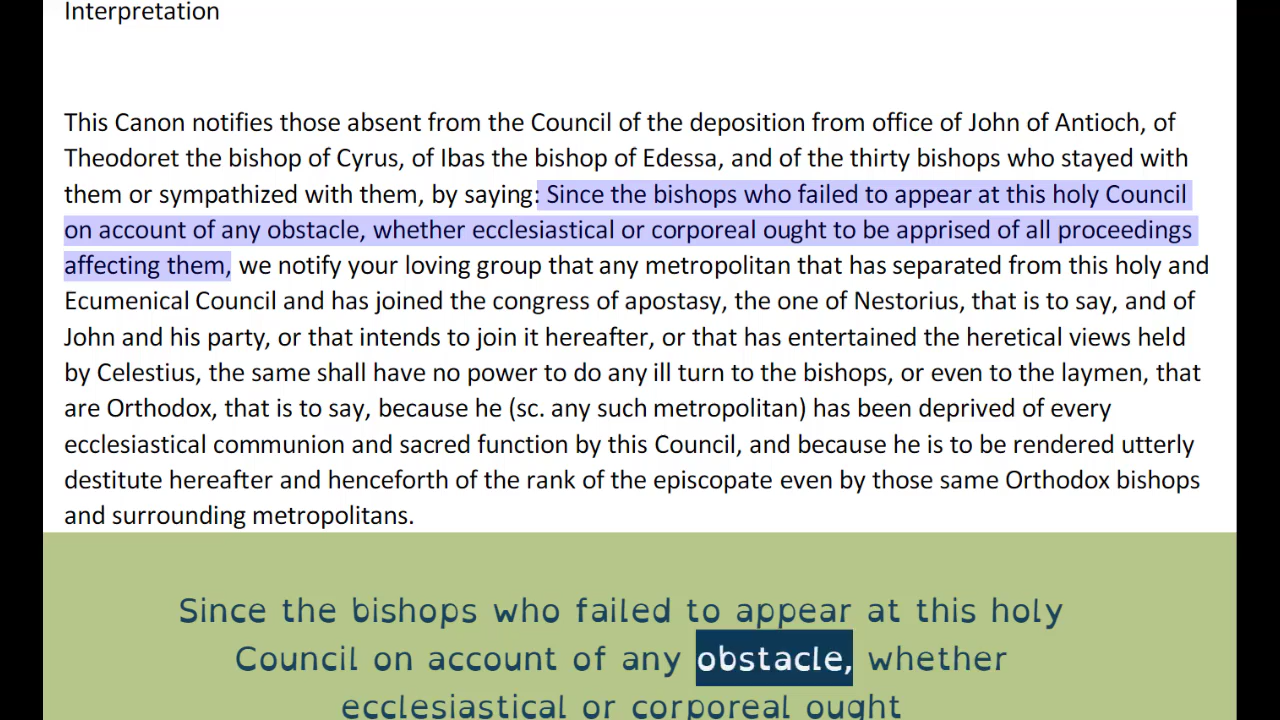 Interpretation
This Canon notifies those absent from the Council of the deposition from office of John of Antioch, of
Theodoret the bishop of Cyrus, of Ibas the bishop of Edessa, and of the thirty bishops who stayed with
them or sympathized with them, by saying: Since the bishops who failed to appear at this holy Council
on account of any obstacle, whether ecclesiastical or corporeal ought to be apprised of all proceedings
affecting them, we notify your loving group that any metropolitan that has separated from this holy and
Ecumenical Council and has joined the congress of apostasy, the one of Nestorius, that is to say, and of
John and his party, or that intends to join it hereafter, or that has entertained the heretical views held
by Celestius, the same shall have no power to do any ill turn to the bishops, or even to the laymen, that
are Orthodox, that is to say, because he (sc. any such metropolitan) has been deprived of every
ecclesiastical communion and sacred function by this Council, and because he is to be rendered utterly
destitute hereafter and henceforth of the rank of the episcopate even by those same Orthodox bishops
and surrounding metropolitans.
Since the bishops who failed to appear at this holy
Council on account of any obstacle, whether
ecclesiastical or corporeal ought